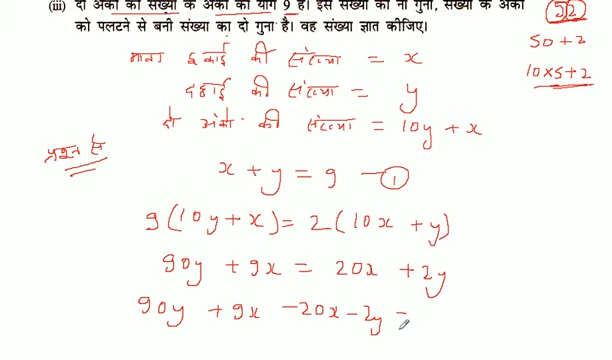 (iii) दो अंकों की संख्या के अंकों का योग 9 है। इस संख्या का नौ गुना, संख्या के अंकों
को पलटने से बनी संख्या का दो गुना है। वह संख्या ज्ञात कीजिए।
52
50 + 2
10 x 5 + 2
माना इकाई की संख्या = x
दहाई की संख्या = y
दो अंको की संख्या = 10y + x
प्रश्न से
x + y = 9 — 1
9(10y + x) = 2(10x + y)
90y + 9x = 20x + 2y
90y + 9x - 20x - 2y =